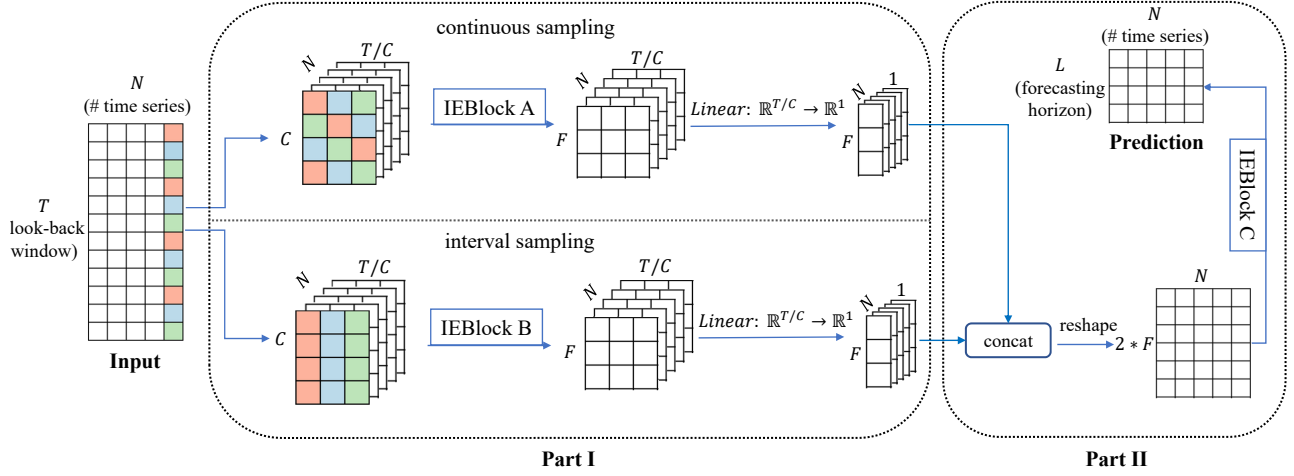 N
(# time series)
T
look-back
window)
Input
continuous sampling
N
T/C
C
IEBlock A
N
T/C
F
Linear: ℝ^{T/C} → ℝ^1
N
1
F
interval sampling
N
T/C
C
IEBlock B
N
T/C
F
Linear: ℝ^{T/C} → ℝ^1
N
1
F
Part I
N
(# time series)
L
(forecasting
horizon)
Prediction
IEBlock C
concat
reshape
2 * F
N
Part II